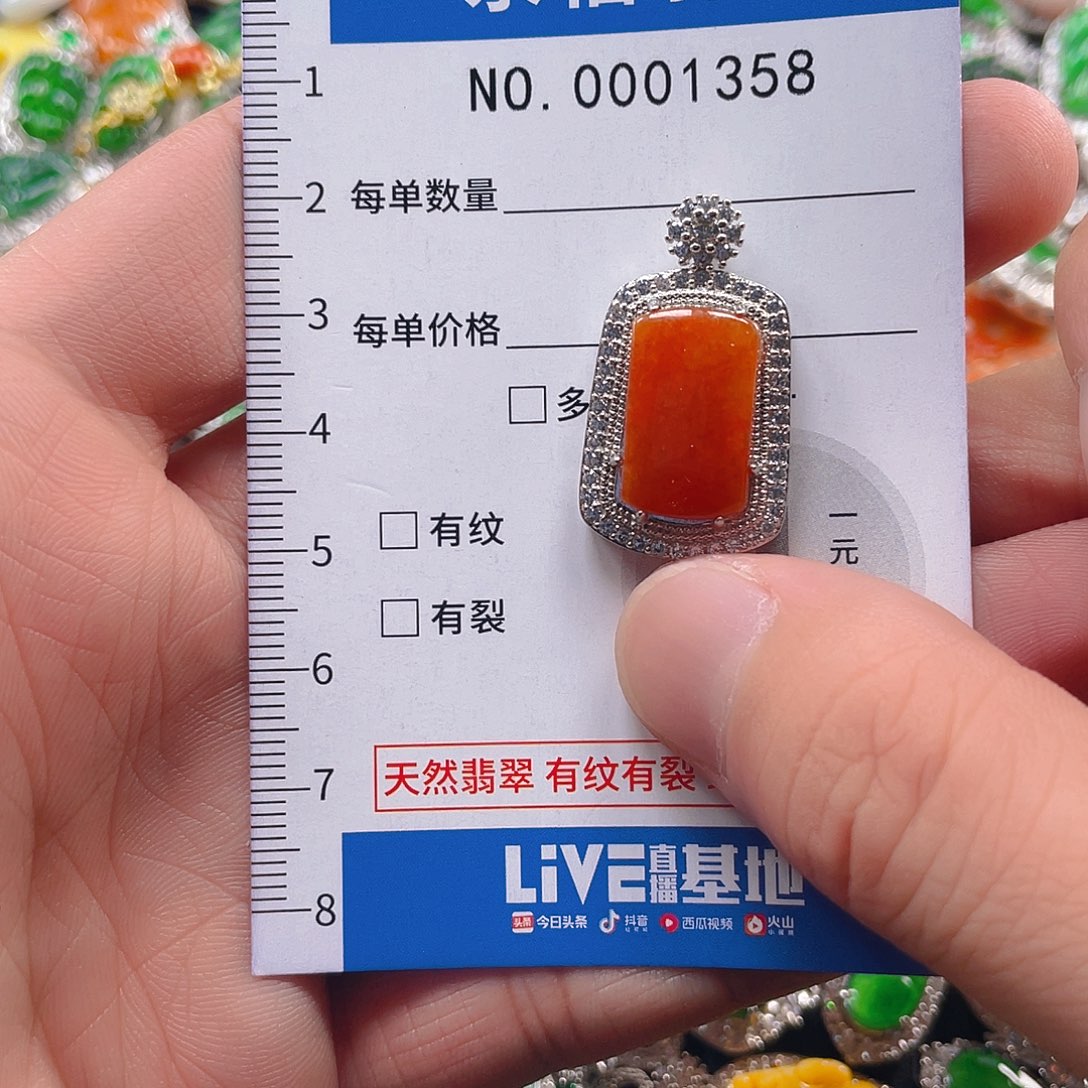 1
NO.0001358
2
每单数量
3
每单价格
4
多
一元
有纹
5
有裂
6
天然翡翠 有纹有裂
7
LiVE直播基地
今日头条 抖音 西瓜视频 火山
8